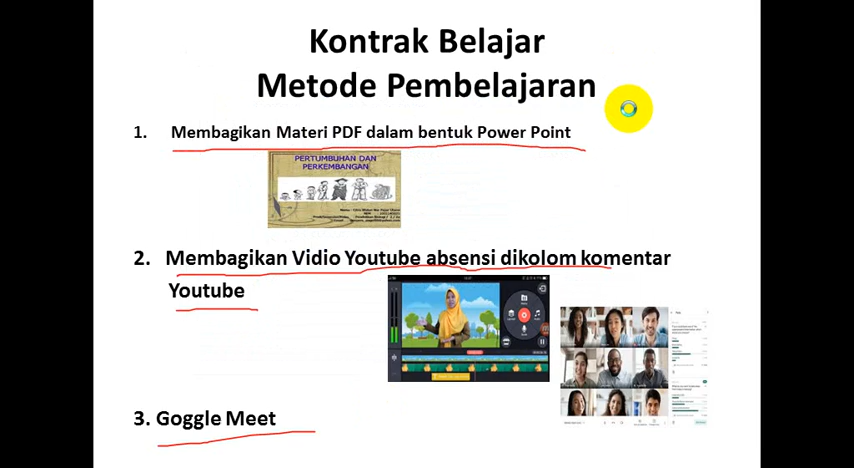 Kontrak Belajar
Metode Pembelajaran
1. Membagikan Materi PDF dalam bentuk Power Point
PERTUMBUHAN DAN
PERKEMBANGAN
2. Membagikan Vidio Youtube absensi dikolom komentar
Youtube
3. Goggle Meet